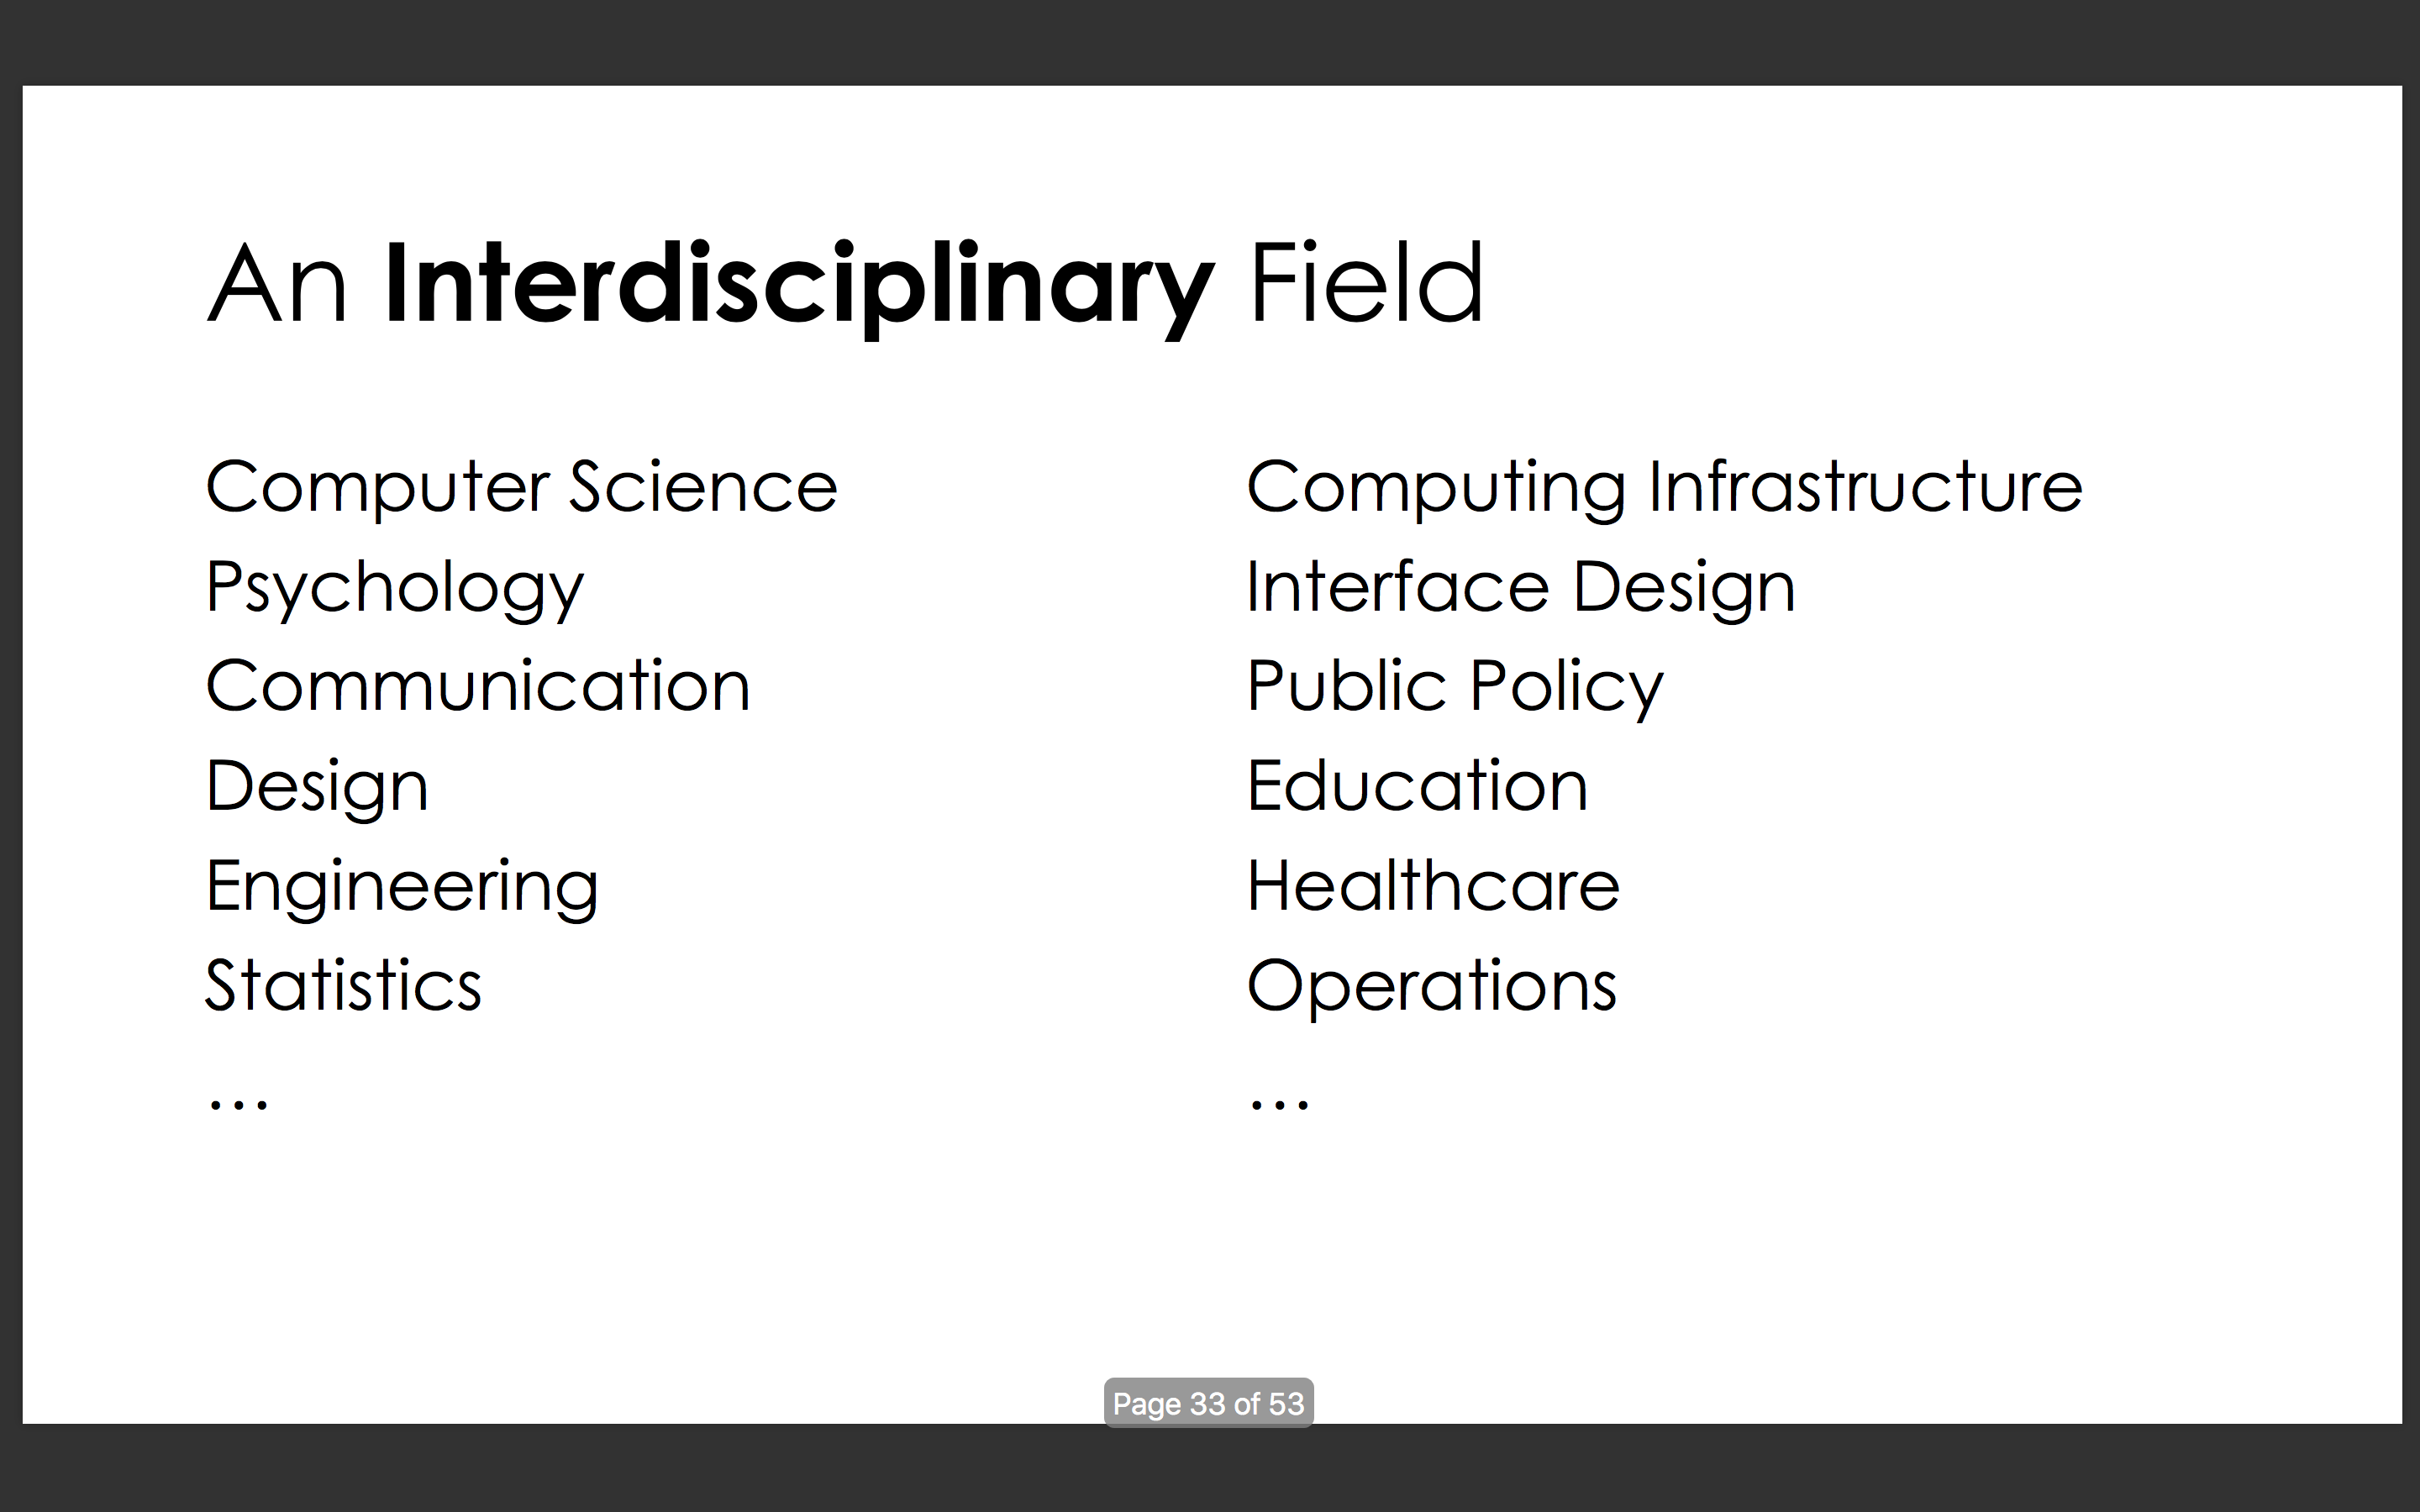 An Interdisciplinary Field
Computer Science
Psychology
Communication
Design
Engineering
Statistics
...
Computing Infrastructure
Interface Design
Public Policy
Education
Healthcare
Operations
...
Page 33 of 53